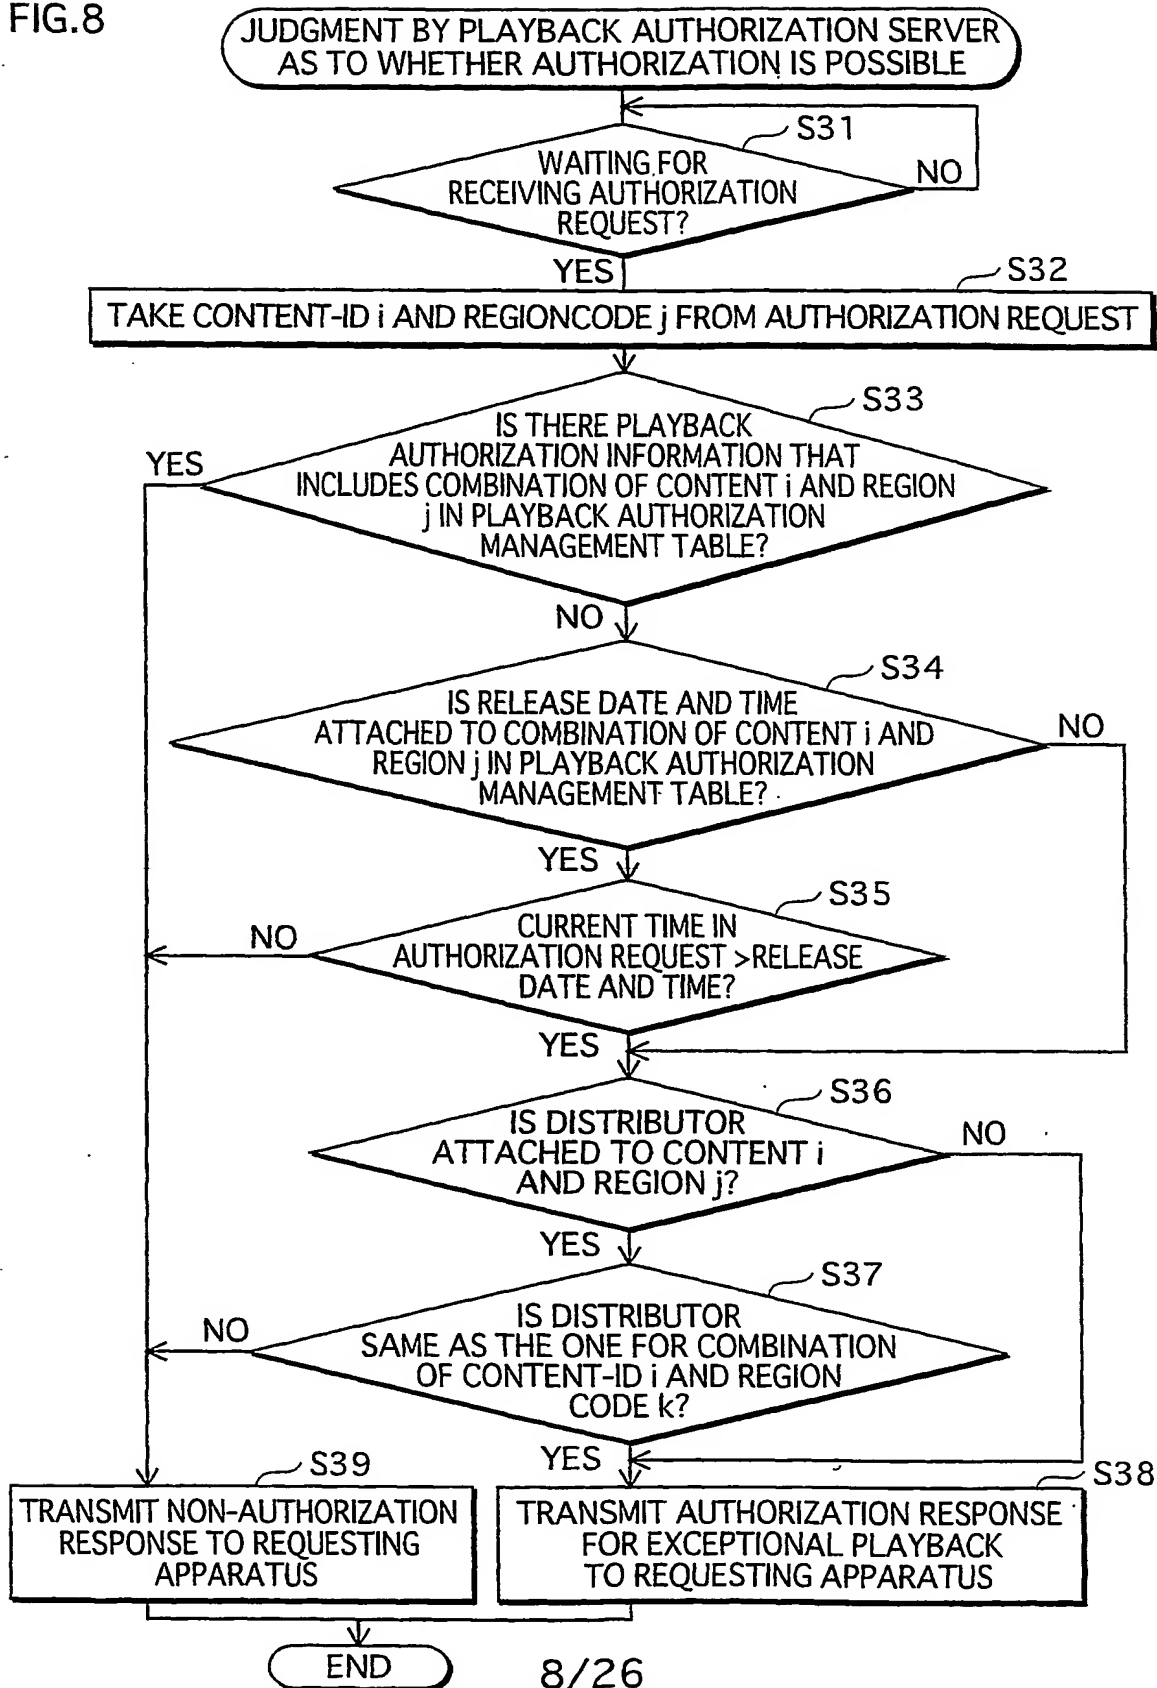 FIG.8
JUDGMENT BY PLAYBACK AUTHORIZATION SERVER
AS TO WHETHER AUTHORIZATION IS POSSIBLE
S31
WAITING FOR
RECEIVING AUTHORIZATION
REQUEST?
NO
YES
S32
TAKE CONTENT-ID i AND REGIONCODE j FROM AUTHORIZATION REQUEST
S33
IS THERE PLAYBACK
AUTHORIZATION INFORMATION THAT
INCLUDES COMBINATION OF CONTENT i AND REGION
j IN PLAYBACK AUTHORIZATION
MANAGEMENT TABLE?
YES
NO
S34
IS RELEASE DATE AND TIME
ATTACHED TO COMBINATION OF CONTENT i AND
REGION j IN PLAYBACK AUTHORIZATION
MANAGEMENT TABLE?
NO
YES
S35
CURRENT TIME IN
AUTHORIZATION REQUEST >RELEASE
DATE AND TIME?
NO
YES
S36
IS DISTRIBUTOR
ATTACHED TO CONTENT i
AND REGION j?
NO
YES
S37
IS DISTRIBUTOR
SAME AS THE ONE FOR COMBINATION
OF CONTENT-ID i AND REGION
CODE k?
NO
YES
S39
TRANSMIT NON-AUTHORIZATION
RESPONSE TO REQUESTING
APPARATUS
S38
TRANSMIT AUTHORIZATION RESPONSE
FOR EXCEPTIONAL PLAYBACK
TO REQUESTING APPARATUS
END
8/26